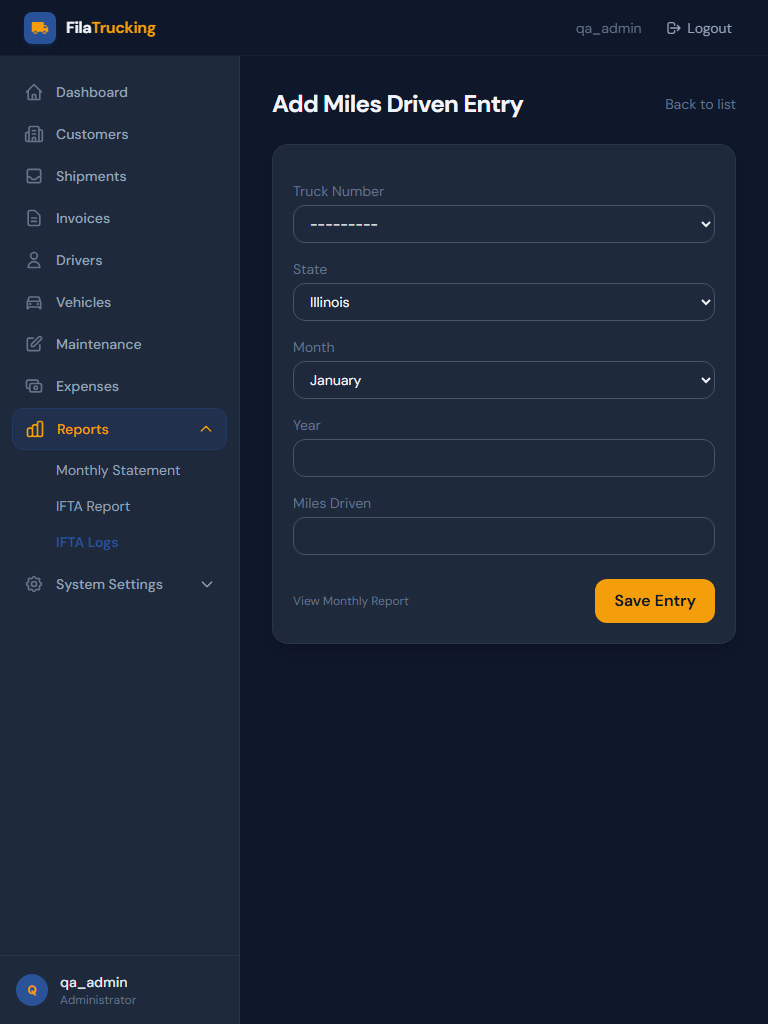 FilaTrucking
qa_admin
Logout
Dashboard
Customers
Shipments
Invoices
Drivers
Vehicles
Maintenance
Expenses
Reports
Monthly Statement
IFTA Report
IFTA Logs
System Settings
Q
qa_admin
Administrator
Add Miles Driven Entry
Back to list
Truck Number
---------
State
Illinois
Month
January
Year
Miles Driven
View Monthly Report
Save Entry